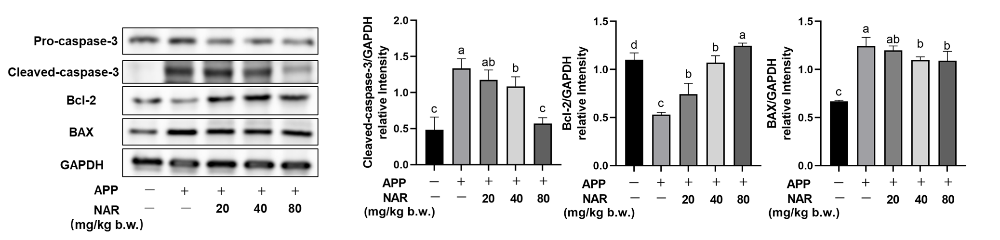 Pro-caspase-3
Cleaved-caspase-3
Bcl-2
BAX
GAPDH
APP — + + + +
NAR — — 20 40 80
(mg/kg b.w.)
Cleaved-caspase-3/GAPDH
relative Intensity
2.0
1.5
1.0
0.5
0.0
c a ab b c
APP — + + + +
NAR — — 20 40 80
(mg/kg b.w.)
Bcl-2/GAPDH
relative Intensity
1.5
1.0
0.5
0.0
d c b b a
APP — + + + +
NAR — — 20 40 80
(mg/kg b.w.)
BAX/GAPDH
relative Intensity
1.5
1.0
0.5
0.0
c a ab b b
APP — + + + +
NAR — — 20 40 80
(mg/kg b.w.)